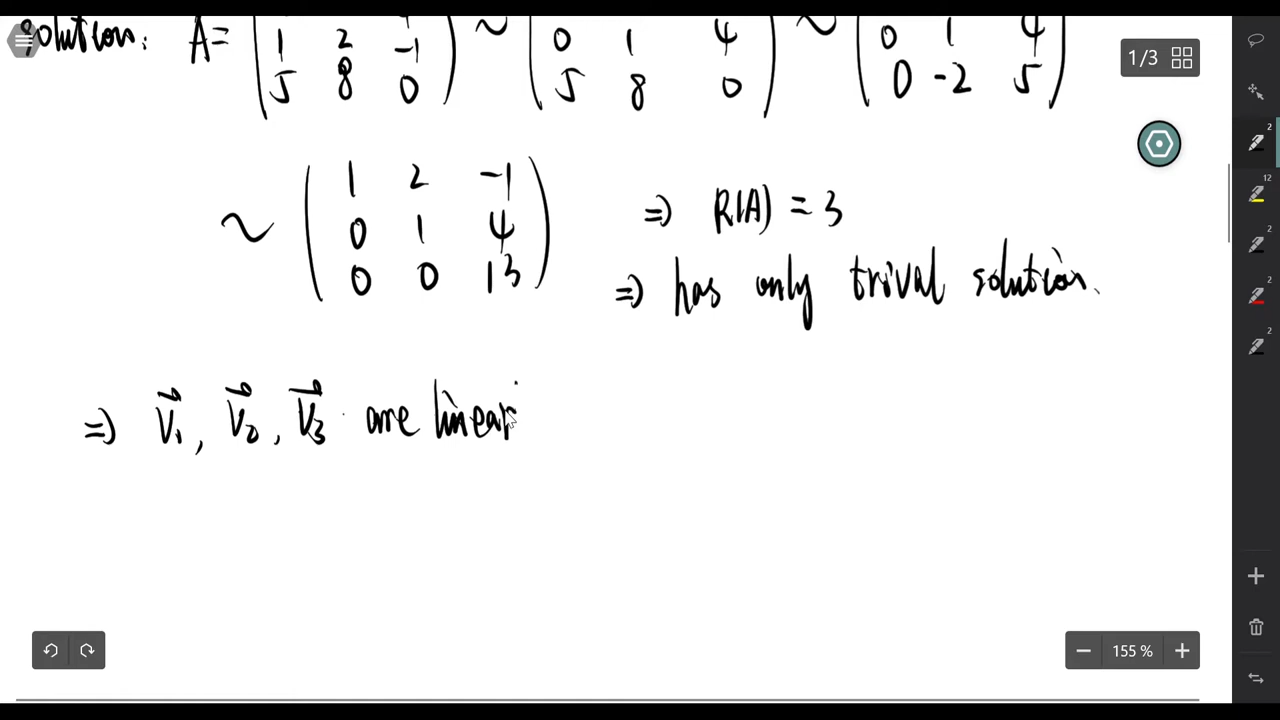 solution: A= ( 1 2 -1 ~ 0 1 4 ~ 0 1 4
5 8 0 ) 5 8 0 0 -2 5
1/3
~ ( 1 2 -1
0 1 4
0 0 13 )
⇒ R(A) = 3
⇒ has only trival solution.
⇒ V₁, V₂, V₃ are linear
155 %